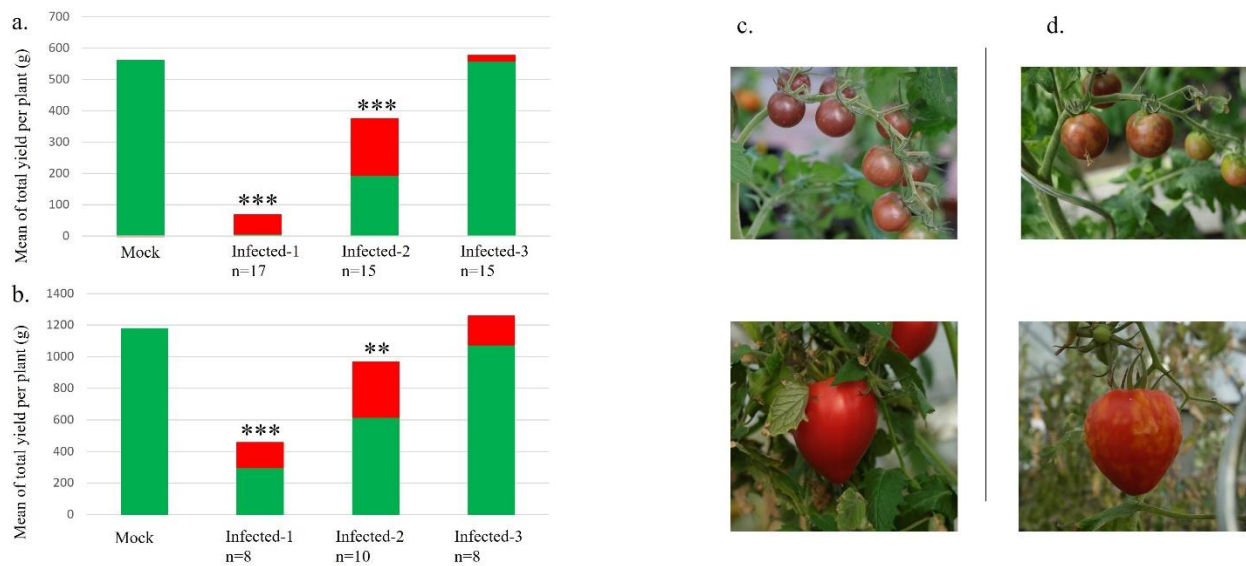 a.
Mean of total yield per plant (g)
700
600
500
400
300
200
100
0
***
***
Mock
Infected-1
n=17
Infected-2
n=15
Infected-3
n=15
b.
Mean of total yield per plant (g)
1400
1200
1000
800
600
400
200
0
***
**
Mock
Infected-1
n=8
Infected-2
n=10
Infected-3
n=8
c.
d.